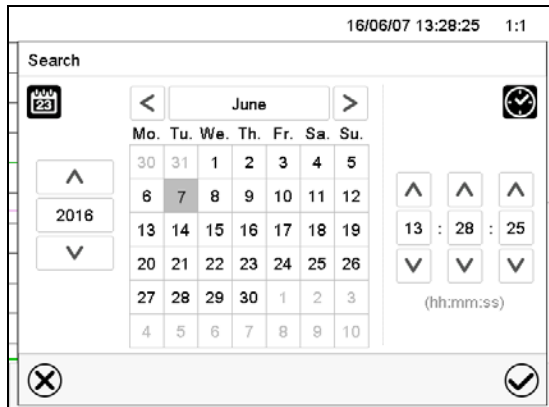 16/06/07 13:28:25 1:1
Search
23
< June >
Mo. Tu. We. Th. Fr. Sa. Su.
30 31 1 2 3 4 5
6 7 8 9 10 11 12
2016
13 14 15 16 17 18 19
13 : 28 : 25
20 21 22 23 24 25 26
27 28 29 30 1 2 3
(hh:mm:ss)
4 5 6 7 8 9 10